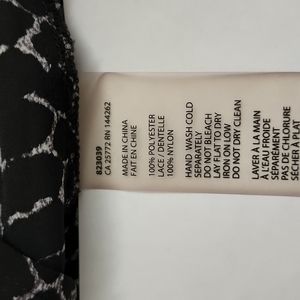 823039
CA 25772 RN 144262
MADE IN CHINA
FAIT EN CHINE
100% POLYESTER
LACE / DENTELLE
100% NYLON
HAND WASH COLD
SEPARATELY
DO NOT BLEACH
LAY FLAT TO DRY
IRON ON LOW
DO NOT DRY CLEAN
LAVER À LA MAIN
À L'EAU FROIDE
SÉPARÉMENT
PAS DE CHLORURE
SÉCHER À PLAT